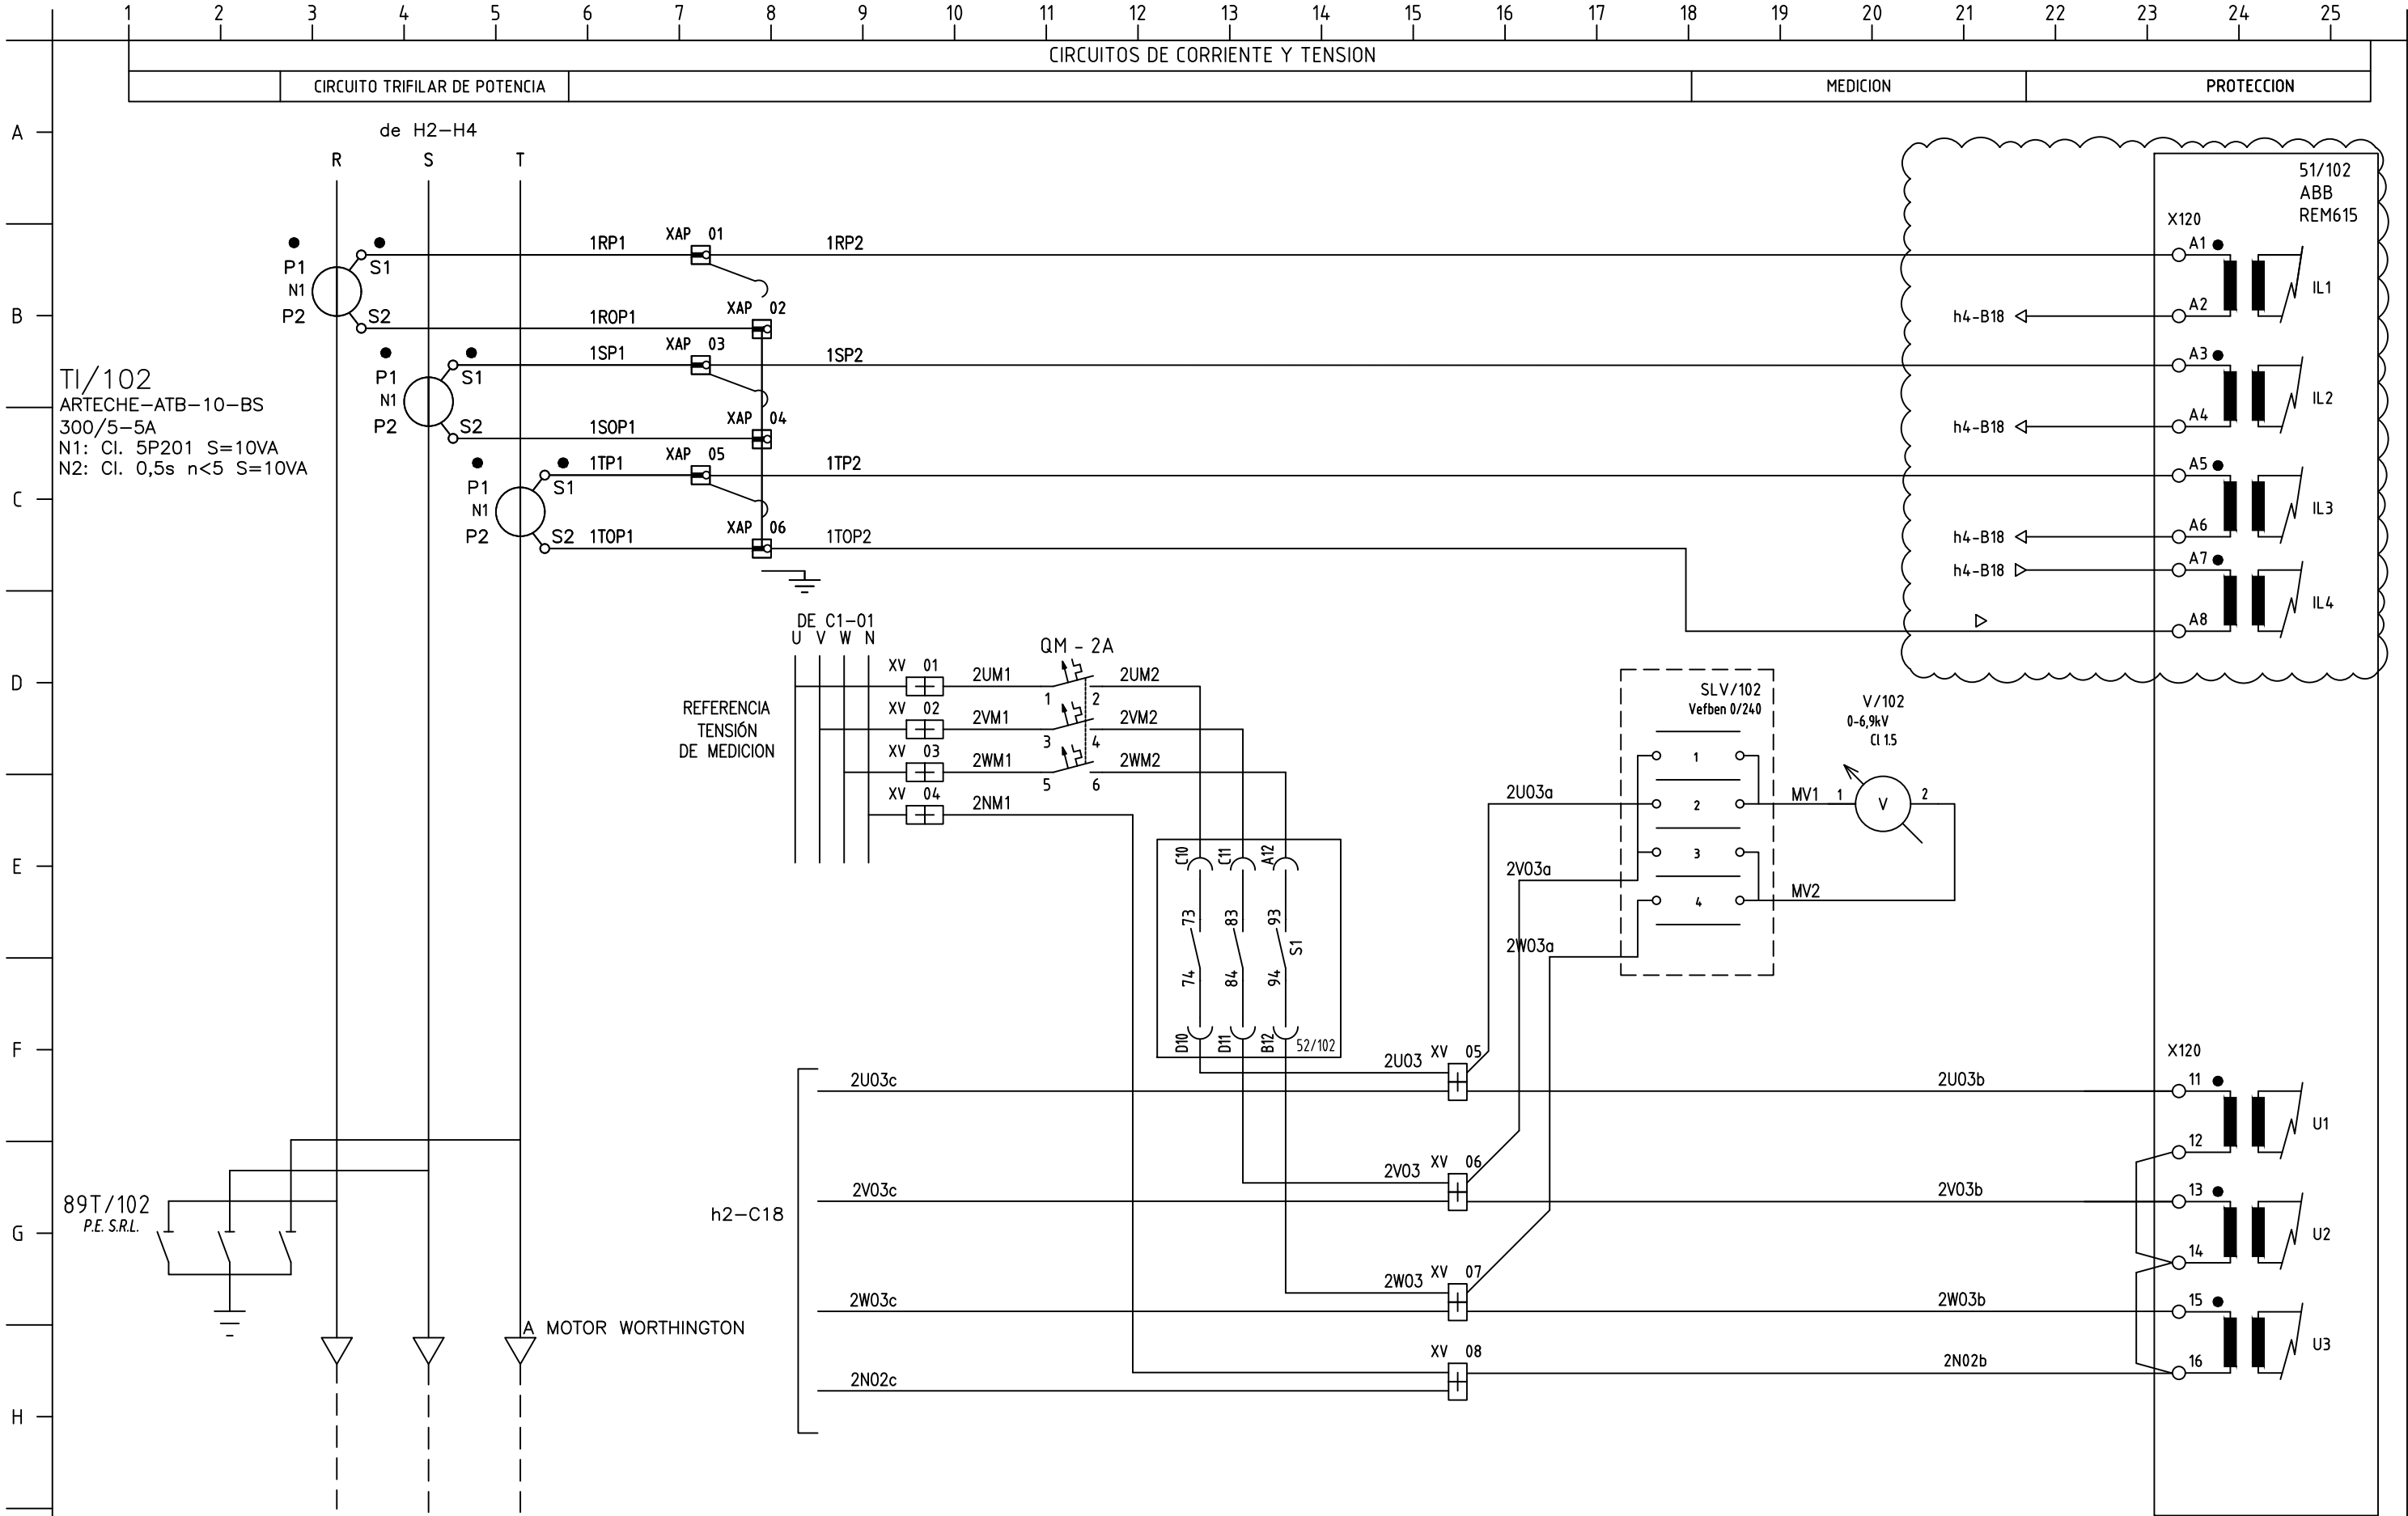 1 2 3 4 5 6 7 8 9 10 11 12 13 14 15 16 17 18 19 20 21 22 23 24 25
CIRCUITOS DE CORRIENTE Y TENSION
CIRCUITO TRIFILAR DE POTENCIA MEDICION PROTECCION
A
de H2-H4
R S T
51/102
ABB
REM615
X120
P1 S1 1RP1 XAP 01 1RP2 A1
N1 IL1
B P2 S2 1ROP1 XAP 02 h4-B18 A2
P1 S1 1SP1 XAP 03 1SP2 A3
N1 IL2
P2 S2 1SOP1 XAP 04 h4-B18 A4
TI/102
ARTECHE-ATB-10-BS
300/5-5A
N1: Cl. 5P201 S=10VA
N2: Cl. 0,5s n<5 S=10VA
P1 S1 1TP1 XAP 05 1TP2 A5
C N1 IL3
P2 S2 1TOP1 XAP 06 1TOP2 h4-B18 A6
h4-B18 A7
IL4
A8
DE C1-01
U V W N
QM - 2A
D
REFERENCIA
TENSIÓN
DE MEDICION
XV 01 2UM1 1 2 2UM2
XV 02 2VM1 3 4 2VM2
XV 03 2WM1 5 6 2WM2
XV 04 2NM1
SLV/102
Vefben 0/240
1
2
3
4
V/102
0-6,9kV
Cl 1.5
MV1 1 V 2
MV2
2U03a
2V03a
2W03a
E
C10 C11 A12
73 83 93
S1
74 84 94
D10 D11 B12
52/102
F
X120
2U03c 2U03 XV 05 2U03b 11
U1
12
2V03c 2V03 XV 06 2V03b 13
U2
14
h2-C18
89T/102
P.E. S.R.L.
G
2W03c 2W03 XV 07 2W03b 15
U3
A MOTOR WORTHINGTON
2N02c XV 08 2N02b 16
H